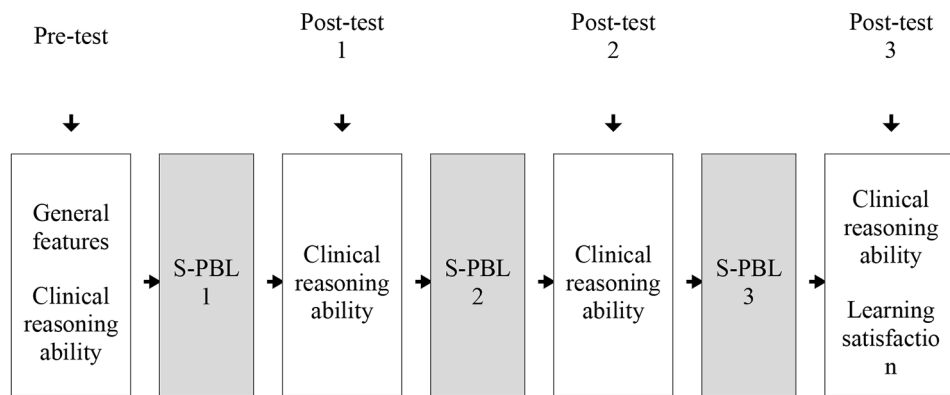 Pre-test
Post-test
1
Post-test
2
Post-test
3
General
features
Clinical
reasoning
ability
S-PBL
1
Clinical
reasoning
ability
S-PBL
2
Clinical
reasoning
ability
S-PBL
3
Clinical
reasoning
ability
Learning
satisfactio
n